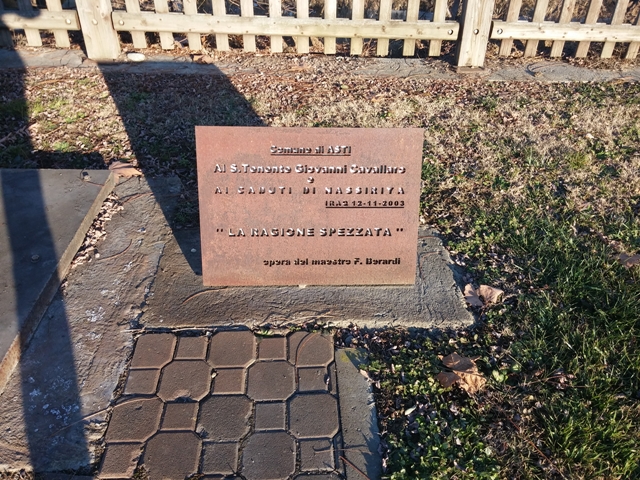 Comune di ASTI
Al S.Tenente Giovanni Cavallaro
e
AI CADUTI DI NASSIRIYA
IRAQ 12-11-2003
" LA RAGIONE SPEZZATA "
opera del maestro F. Berardi